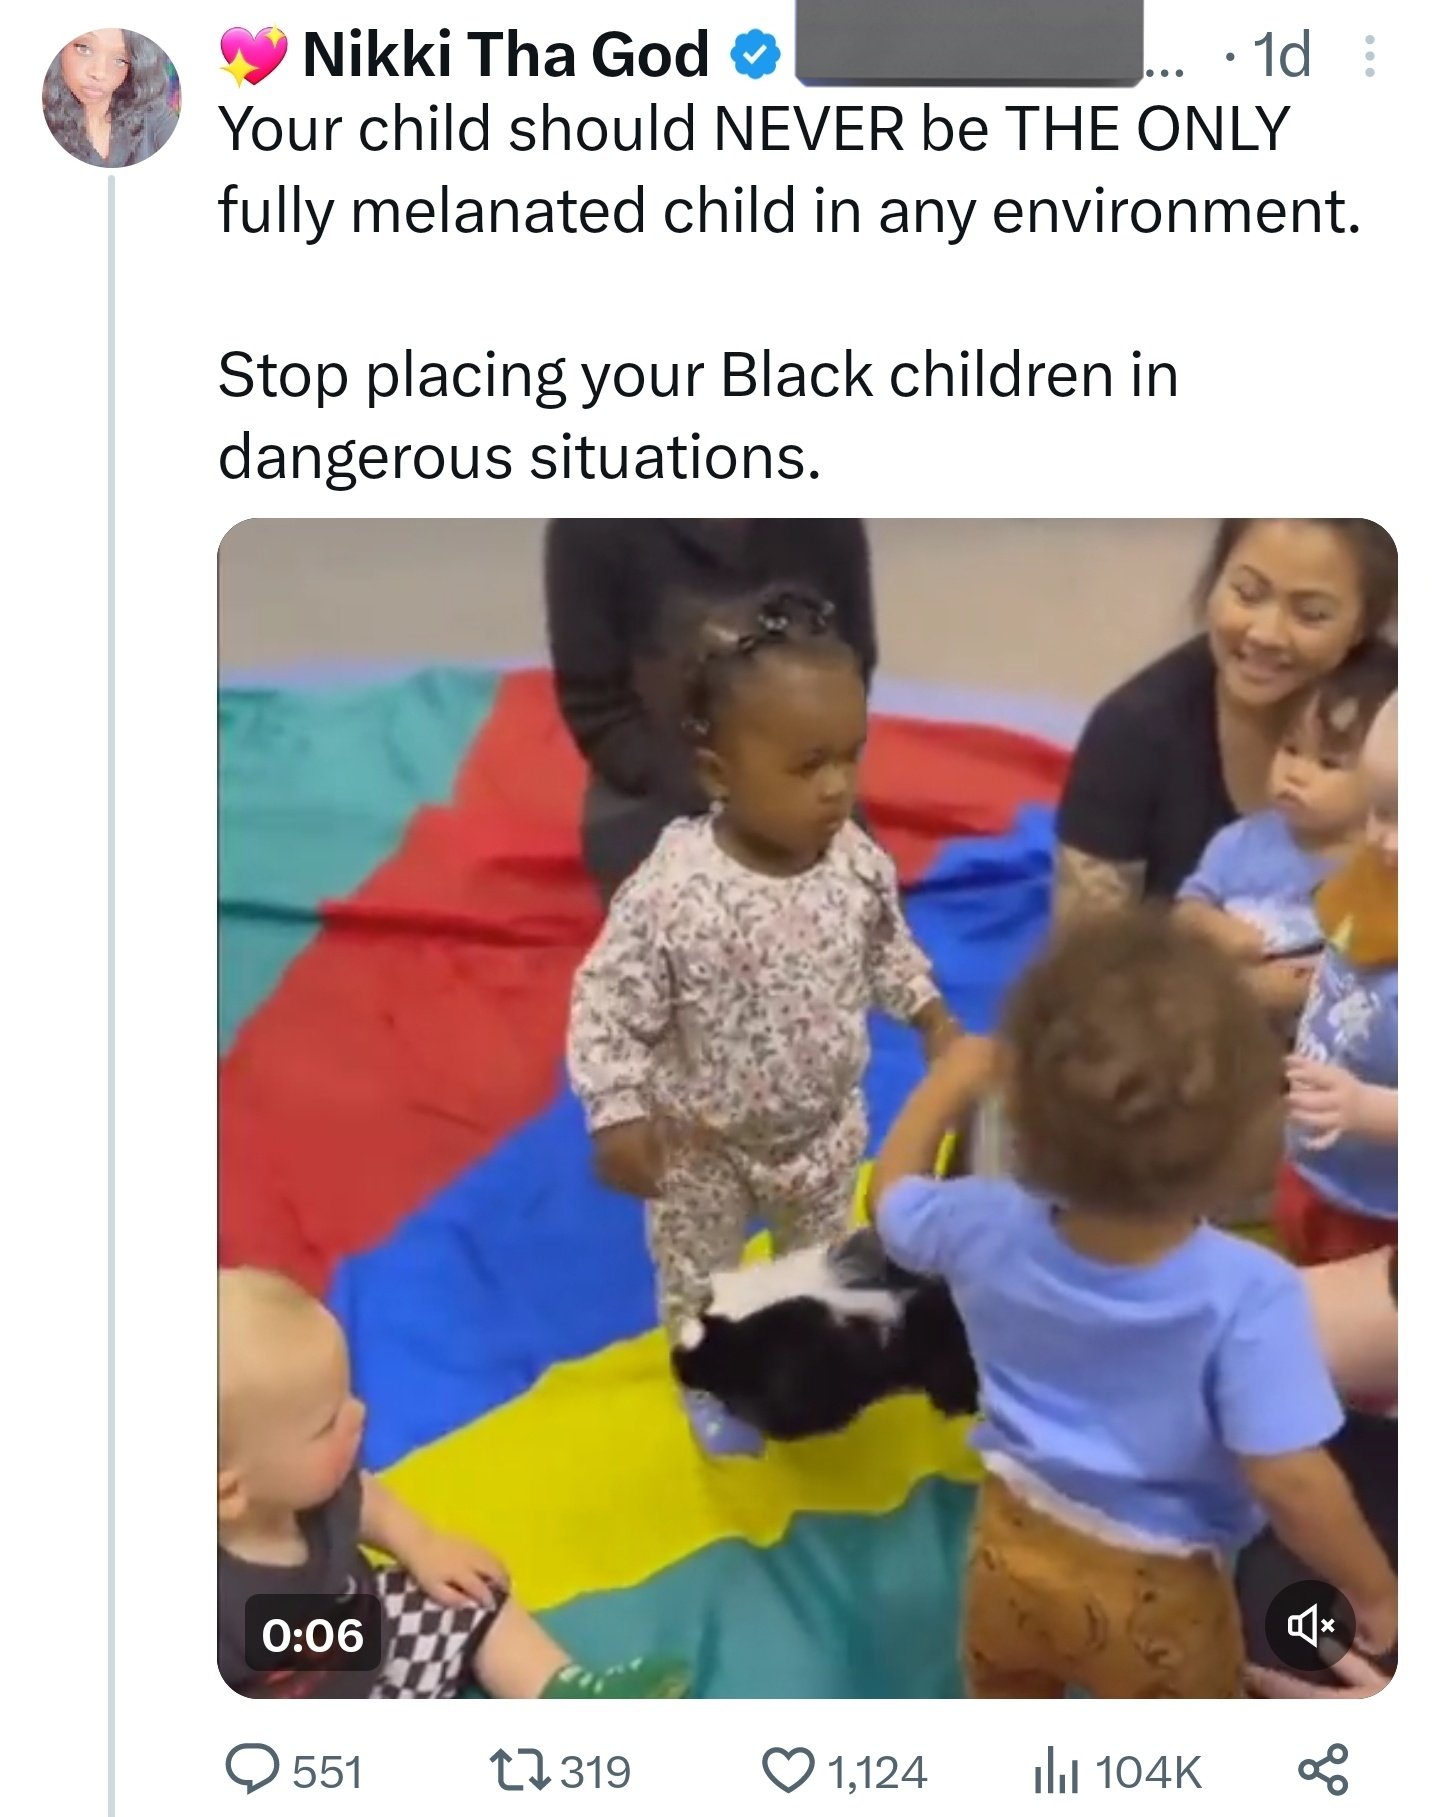 💖 Nikki Tha God ... · 1d
Your child should NEVER be THE ONLY
fully melanated child in any environment.
Stop placing your Black children in
dangerous situations.
0:06
551 319 1,124 104K